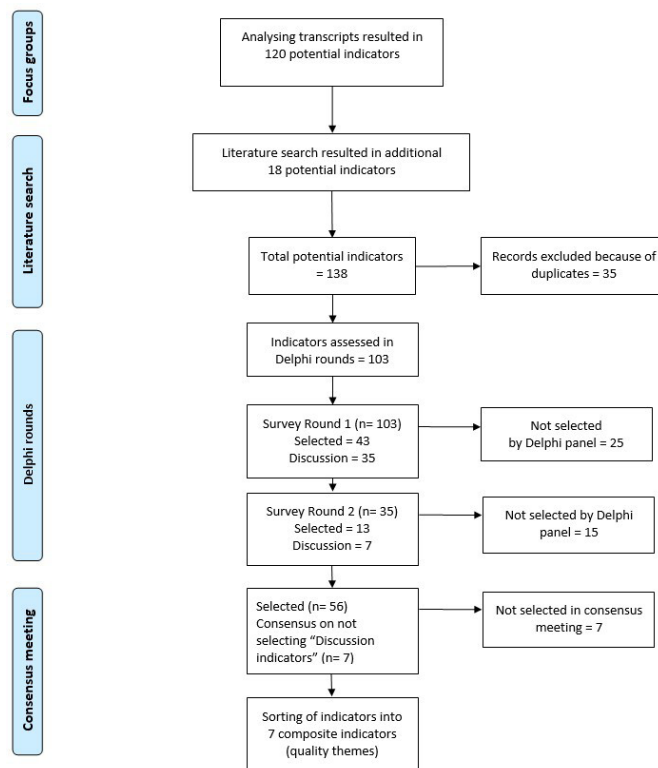 Focus groups
Analysing transcripts resulted in
120 potential indicators
Literature search
Literature search resulted in additional
18 potential indicators
Total potential indicators
= 138
Records excluded because of
duplicates = 35
Delphi rounds
Indicators assessed in
Delphi rounds = 103
Survey Round 1 (n= 103)
Selected = 43
Discussion = 35
Not selected
by Delphi panel = 25
Survey Round 2 (n= 35)
Selected = 13
Discussion = 7
Not selected by Delphi
panel = 15
Consensus meeting
Selected (n= 56)
Consensus on not
selecting “Discussion
indicators” (n= 7)
Not selected in consensus
meeting = 7
Sorting of indicators into
7 composite indicators
(quality themes)